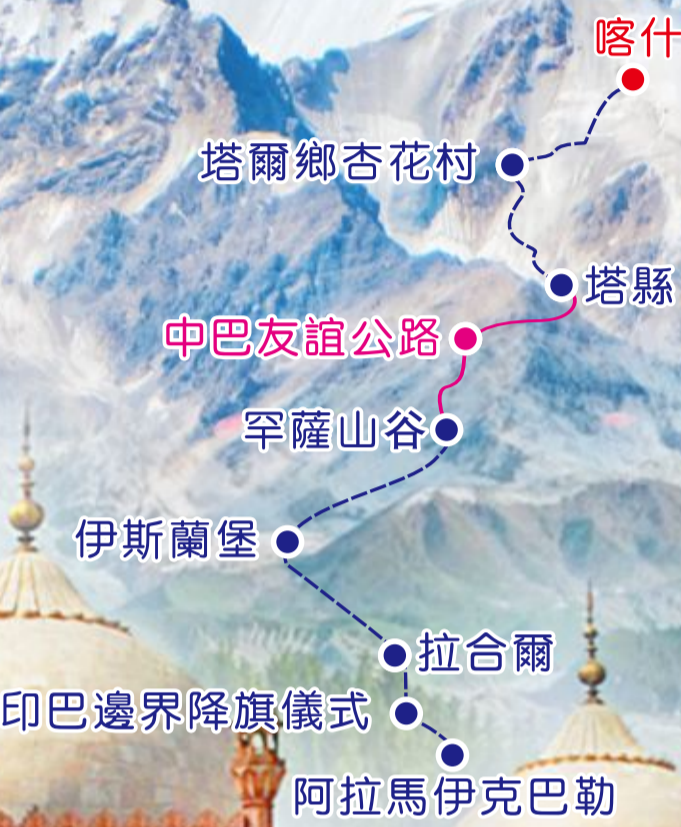 喀什
塔爾鄉杏花村
塔縣
中巴友誼公路
罕薩山谷
伊斯蘭堡
拉合爾
印巴邊界降旗儀式
阿拉馬伊克巴勒